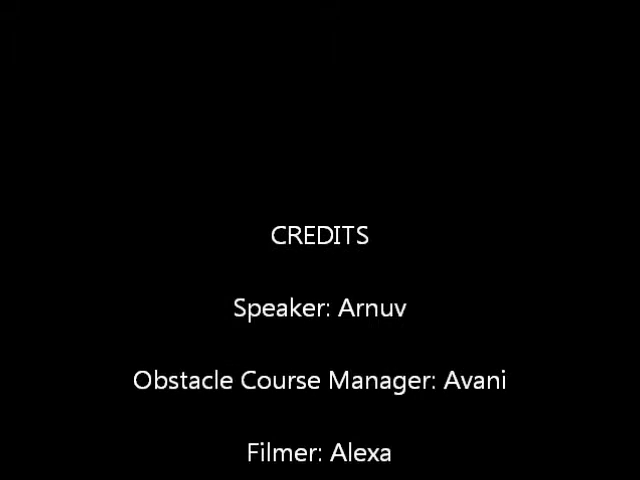 CREDITS
Speaker: Arnuv
Obstacle Course Manager: Avani
Filmer: Alexa